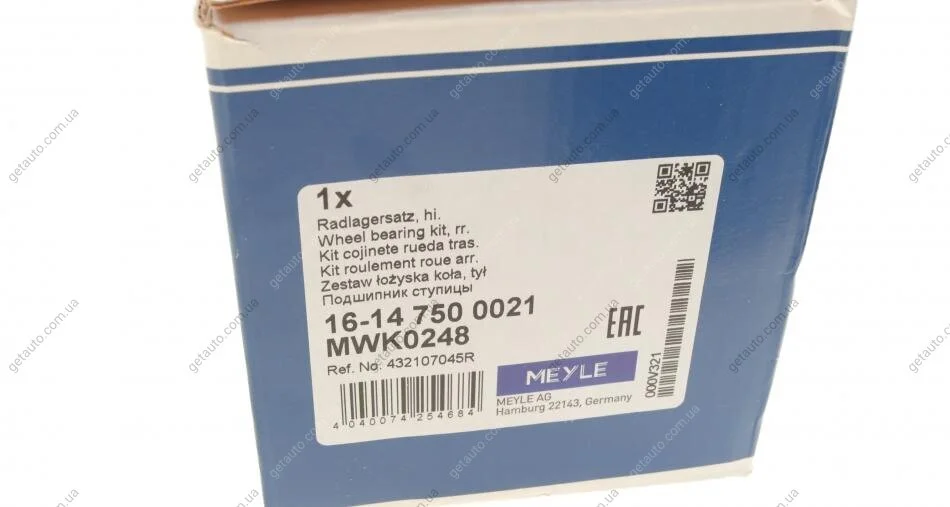 1x
Radlagersatz, hi.
Wheel bearing kit, rr.
Kit cojinete rueda tras.
Kit roulement roue arr.
Zestaw łożyska koła, tył
Подшипник ступицы
16-14 750 0021
MWK0248
Ref. No. 432107045R
4 040074 254684
MEYLE
MEYLE AG
Hamburg 22143, Germany
EAC
000V321
getauto.com.ua